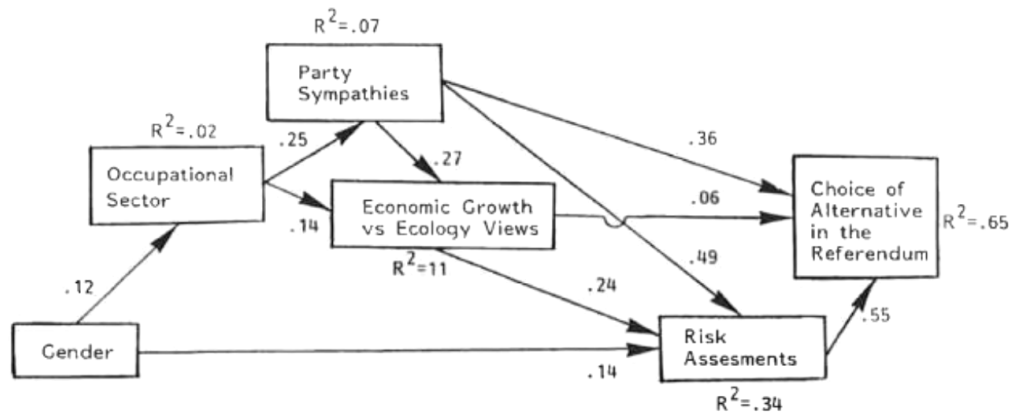 R²=.07
Party
Sympathies
R²=.02
.25
.36
Occupational
Sector
.27
Choice of
Alternative
in the
Referendum
R²=.65
Economic Growth
vs Ecology Views
.06
.14
R²=11
.49
.12
.24
.55
Gender
Risk
Assesments
.14
R²=.34